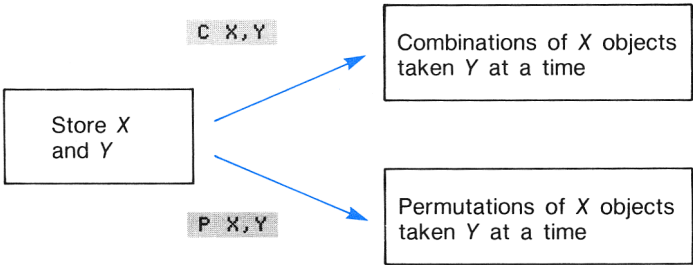 C X,Y
Combinations of X objects
taken Y at a time
Store X
and Y
P X,Y
Permutations of X objects
taken Y at a time